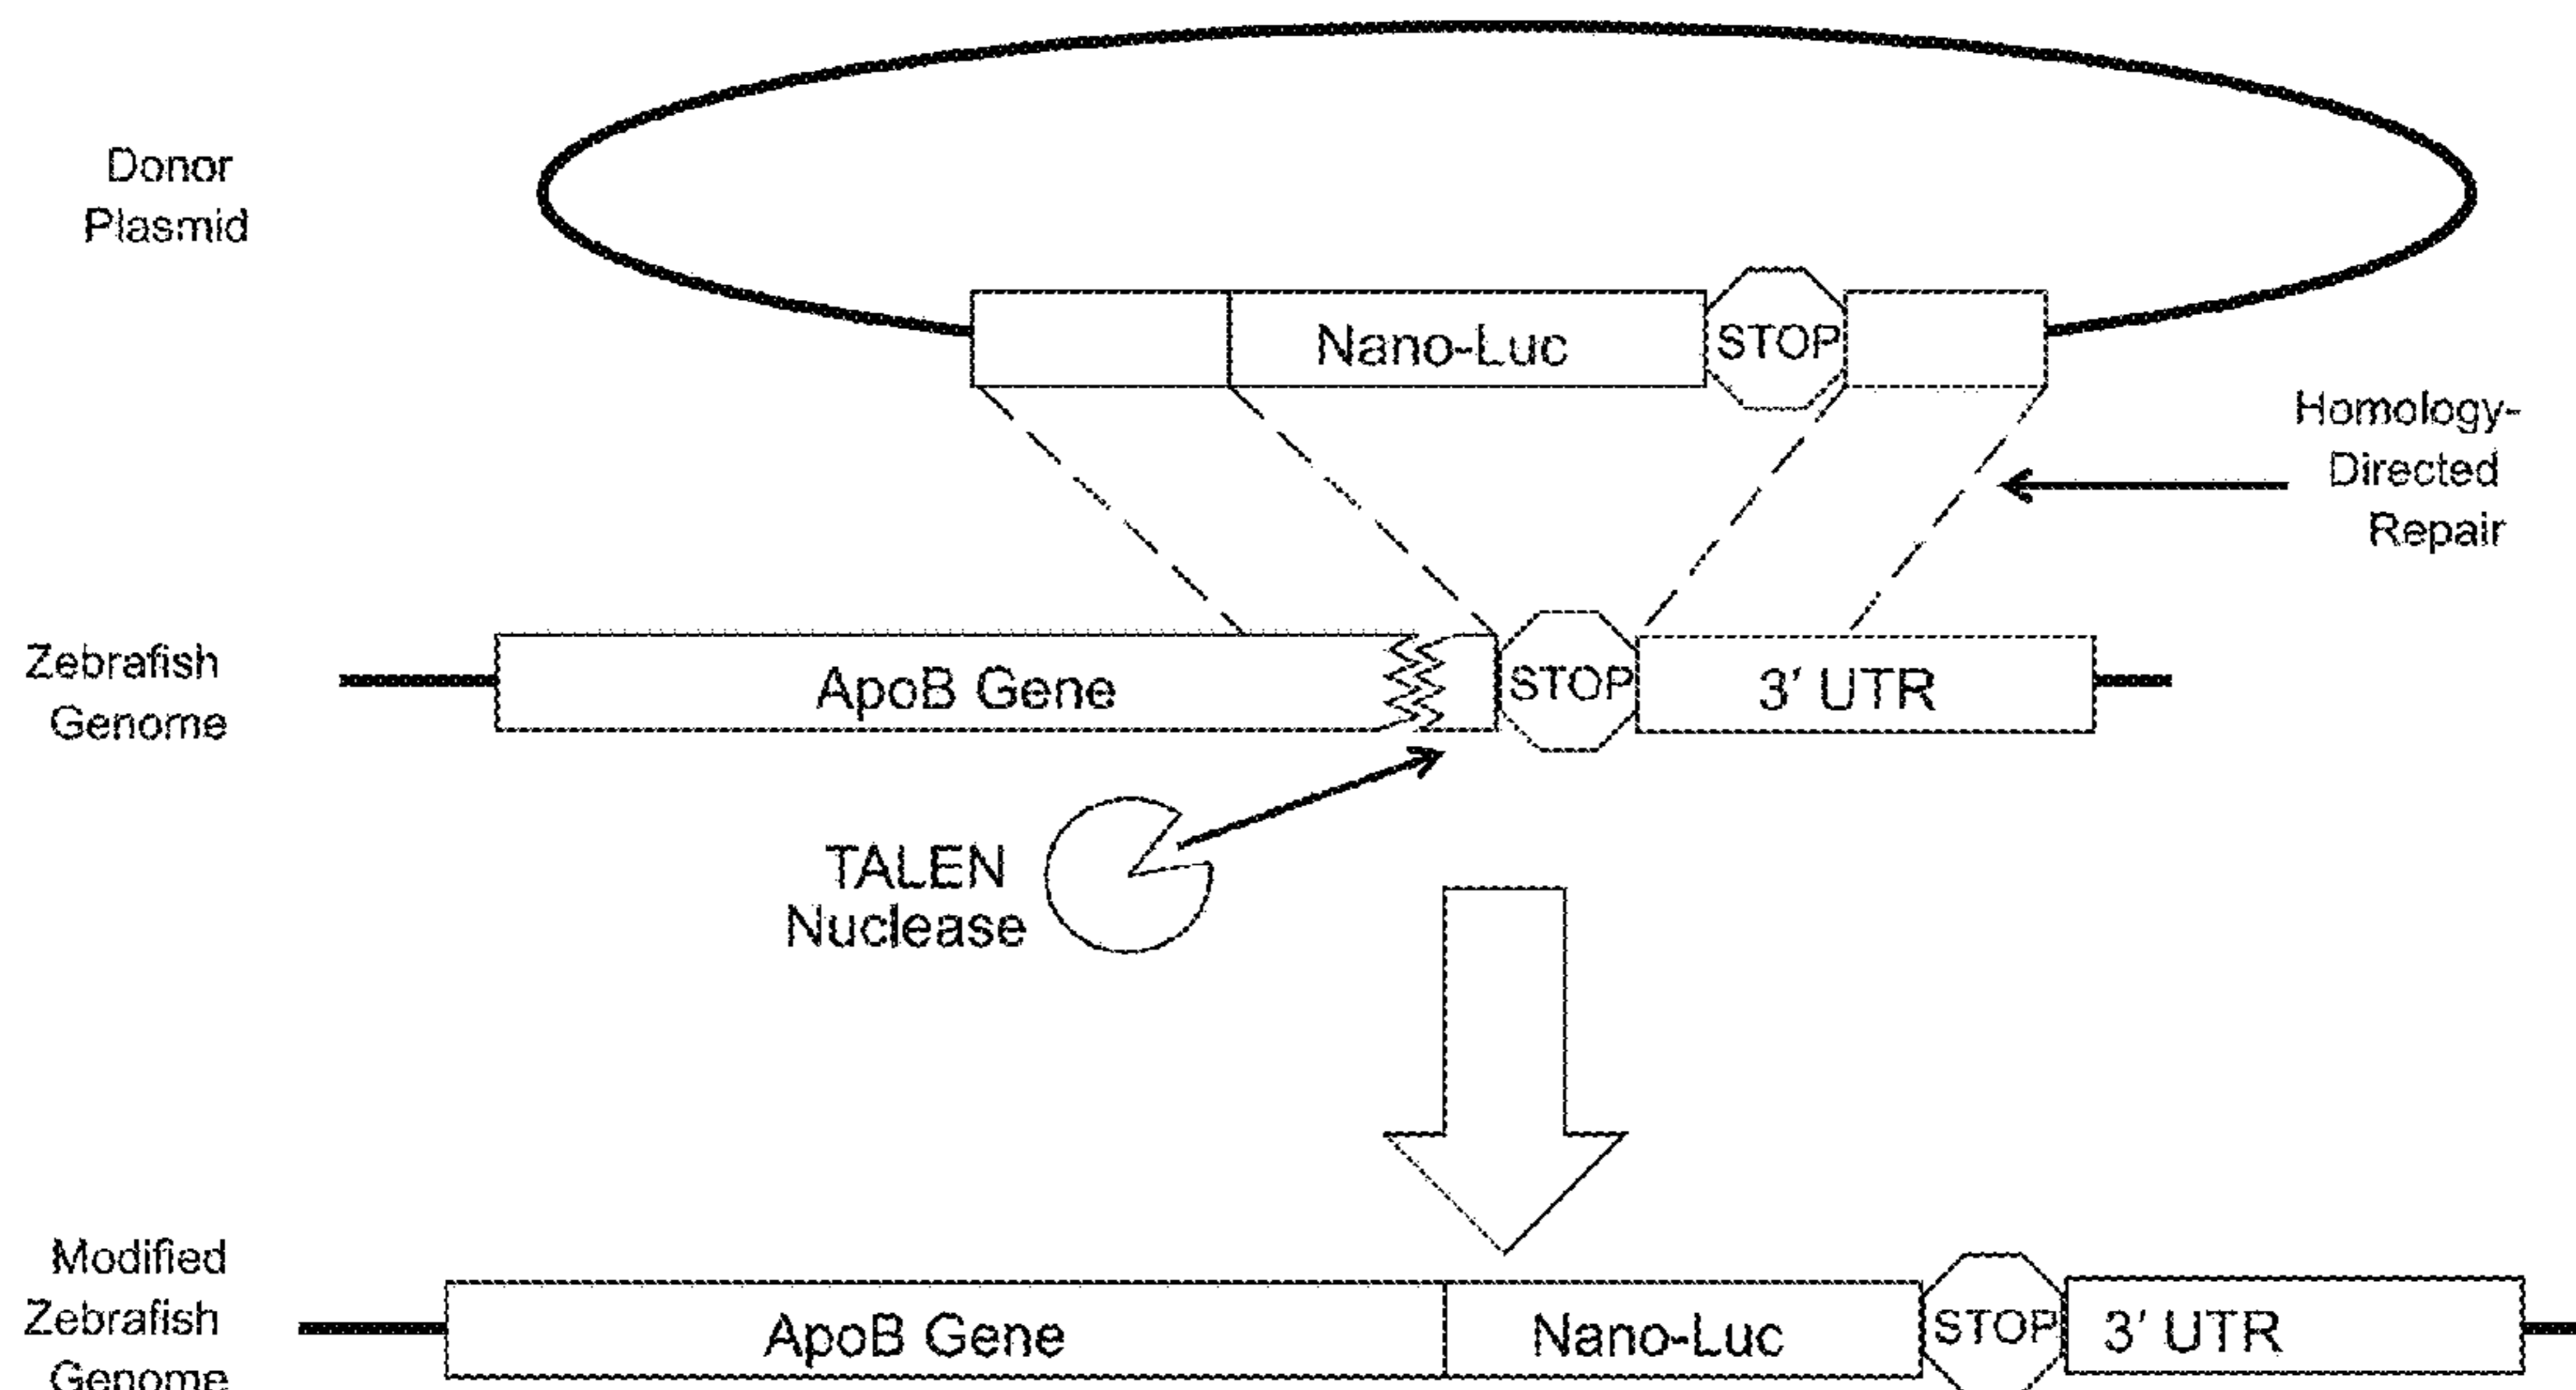 Donor
Plasmid
Nano-Luc
STOP
Homology-
Directed
Repair
Zebrafish
Genome
ApoB Gene
STOP
3' UTR
TALEN
Nuclease
Modified
Zebrafish
Genome
ApoB Gene
Nano-Luc
STOP
3' UTR